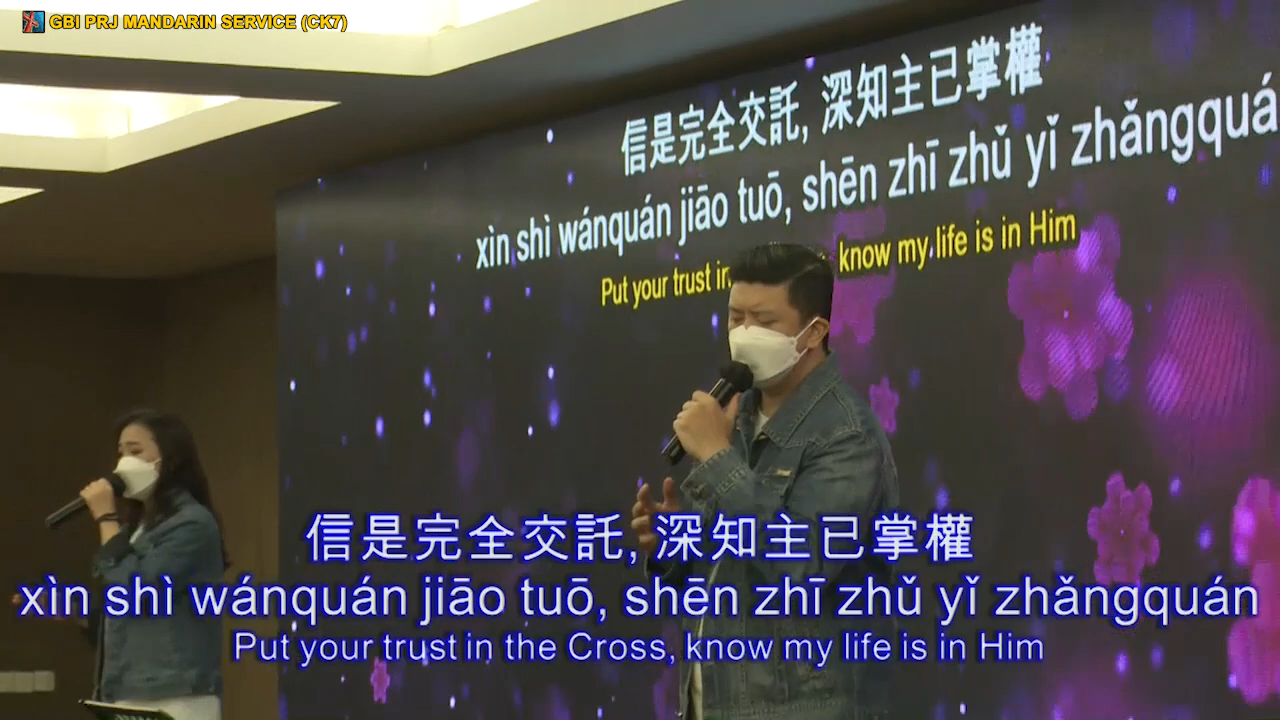 GBI PRJ MANDARIN SERVICE (CK7)
信是完全交託, 深知主已掌權
xìn shì wánquán jiāo tuō, shēn zhī zhǔ yǐ zhǎngquá
Put your trust in know my life is in Him
信是完全交託, 深知主已掌權
xìn shì wánquán jiāo tuō, shēn zhī zhǔ yǐ zhǎngquán
Put your trust in the Cross, know my life is in Him